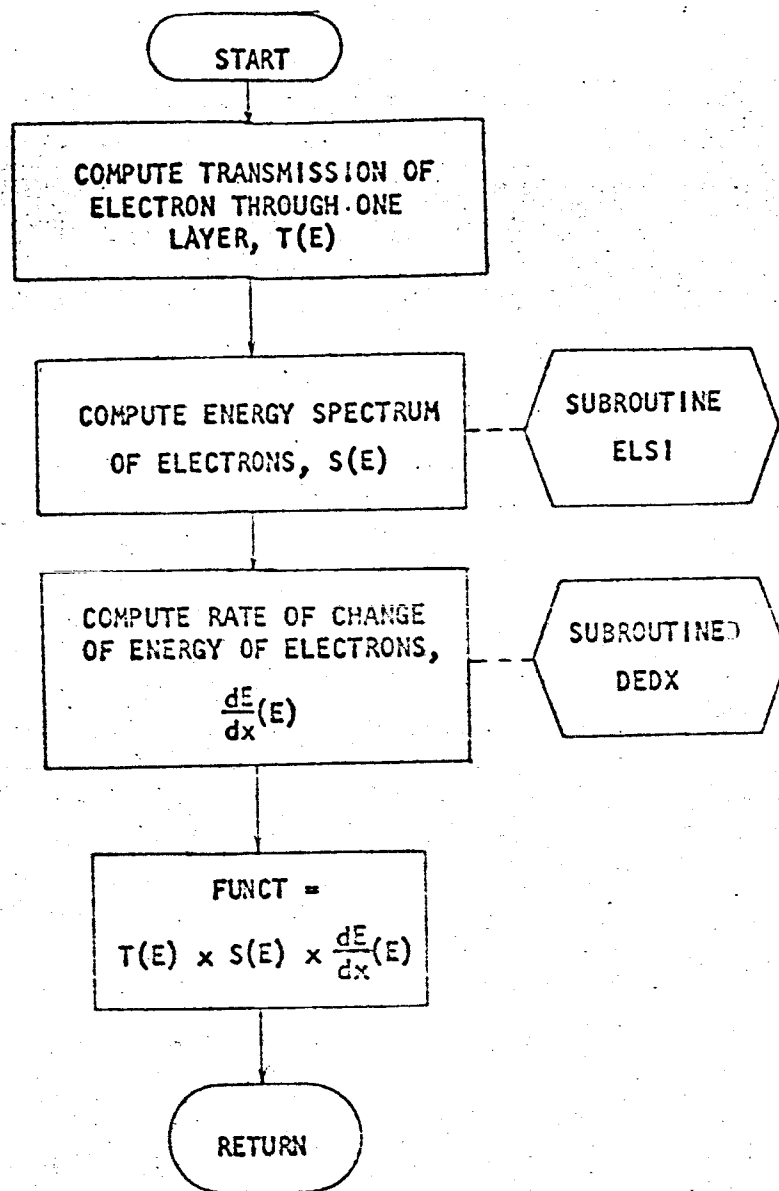 START
COMPUTE TRANSMISSION OF
ELECTRON THROUGH ONE
LAYER, T(E)
COMPUTE ENERGY SPECTRUM
OF ELECTRONS, S(E)
SUBROUTINE
ELSI
COMPUTE RATE OF CHANGE
OF ENERGY OF ELECTRONS,
dE/dx(E)
SUBROUTINED
DEDX
FUNCT =
T(E) x S(E) x dE/dx(E)
RETURN